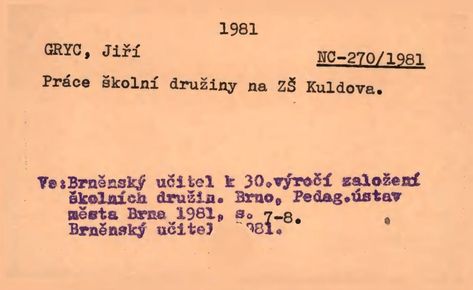 1981
GRYC, Jiří
NC-270/1981
Práce školní družiny na ZŠ Kuldova.
Ve:Brněnský učitel k 30.výročí založení
školních družin. Brno, Pedag.ústav
města Brna 1981, s. 7-8.
Brněnský učitel 981.